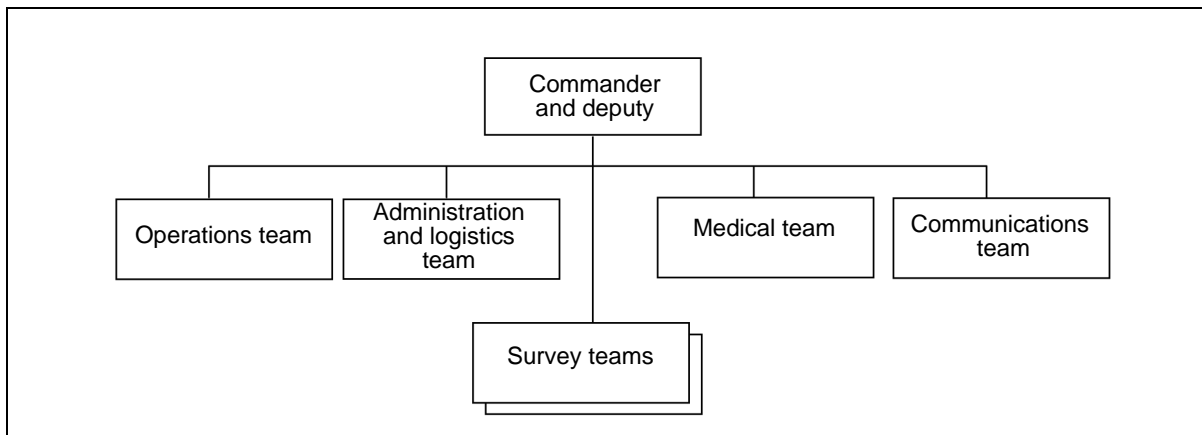 Commander
and deputy
Operations team
Administration
and logistics
team
Medical team
Communications
team
Survey teams